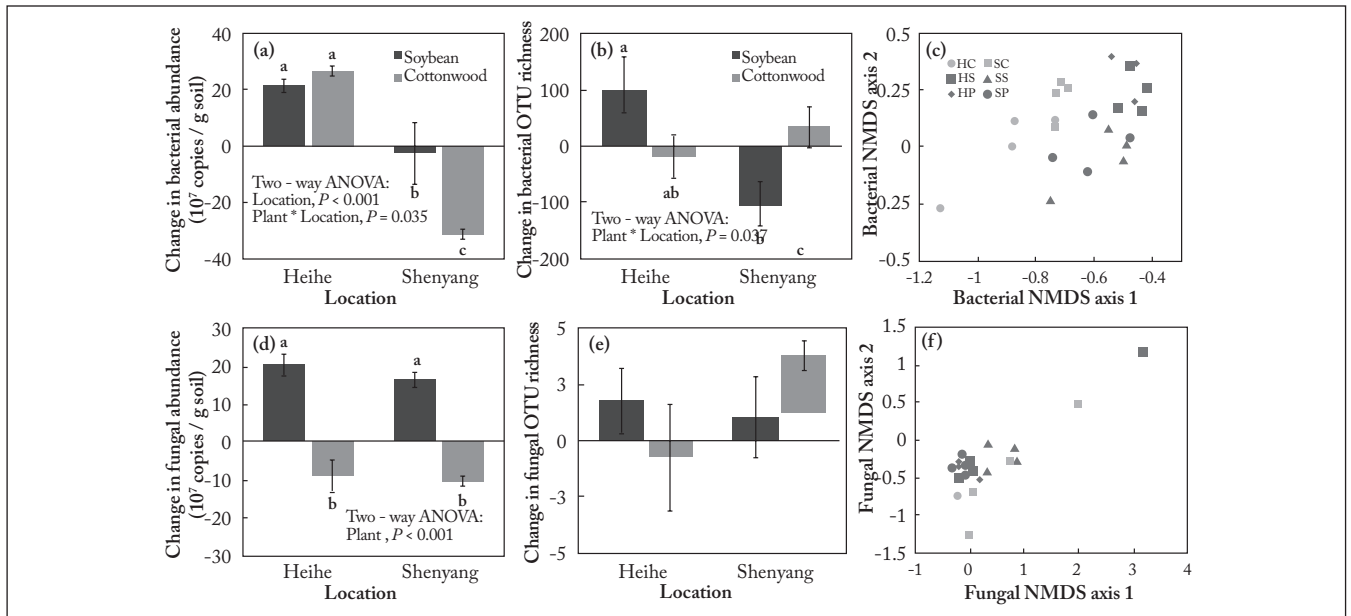 Change in bacterial abundance
(10⁷ copies / g soil)
40
20
0
-20
-40
(a)
a
a
b
c
Soybean
Cottonwood
Two - way ANOVA:
Location, P < 0.001
Plant * Location, P = 0.035
Heihe
Shenyang
Location
Change in bacterial OTU richness
200
100
0
-100
-200
(b)
a
ab
b
c
Soybean
Cottonwood
Two - way ANOVA:
Plant * Location, P = 0.037
Heihe
Shenyang
Location
Bacterial NMDS axis 2
0.5
0.25
0
-0.25
-0.5
(c)
HC SC
HS SS
HP SP
-1.2 -1 -0.8 -0.6 -0.4
Bacterial NMDS axis 1
Change in fungal abundance
(10⁷ copies / g soil)
30
20
10
0
-10
-20
-30
(d)
a
a
b
b
Two - way ANOVA:
Plant , P < 0.001
Heihe
Shenyang
Location
Change in fungal OTU richness
5
3
0
-3
-5
(e)
Heihe
Shenyang
Location
Fungal NMDS axis 2
1.5
1
0.5
0
-0.5
-1
-1.5
(f)
-1 0 1 2 3 4
Fungal NMDS axis 1